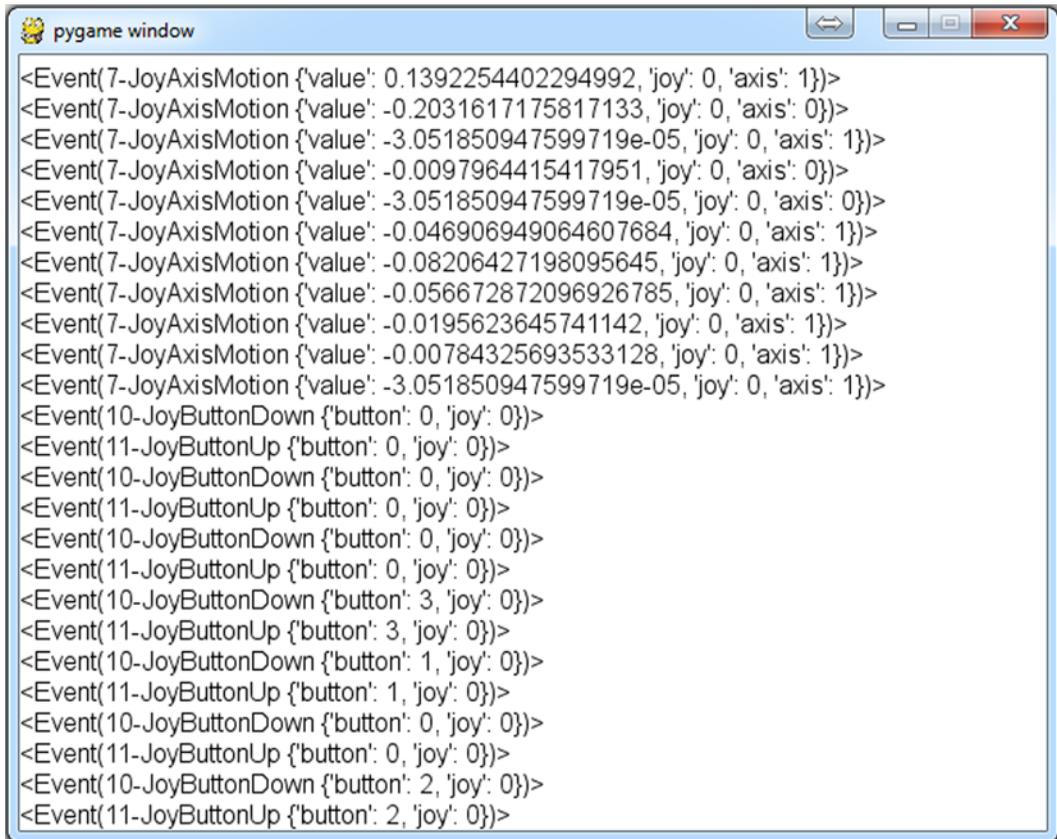 pygame window
<Event(7-JoyAxisMotion {'value': 0.1392254402294992, 'joy': 0, 'axis': 1})>
<Event(7-JoyAxisMotion {'value': -0.2031617175817133, 'joy': 0, 'axis': 0})>
<Event(7-JoyAxisMotion {'value': -3.051850947599719e-05, 'joy': 0, 'axis': 1})>
<Event(7-JoyAxisMotion {'value': -0.00979644415417951, 'joy': 0, 'axis': 0})>
<Event(7-JoyAxisMotion {'value': -3.051850947599719e-05, 'joy': 0, 'axis': 0})>
<Event(7-JoyAxisMotion {'value': -0.046906949064607684, 'joy': 0, 'axis': 1})>
<Event(7-JoyAxisMotion {'value': -0.08206427198095645, 'joy': 0, 'axis': 1})>
<Event(7-JoyAxisMotion {'value': -0.056672872096926785, 'joy': 0, 'axis': 1})>
<Event(7-JoyAxisMotion {'value': -0.01956236457 41142, 'joy': 0, 'axis': 1})>
<Event(7-JoyAxisMotion {'value': -0.00784325693533128, 'joy': 0, 'axis': 1})>
<Event(7-JoyAxisMotion {'value': -3.051850947599719e-05, 'joy': 0, 'axis': 1})>
<Event(10-JoyButtonDown {'button': 0, 'joy': 0})>
<Event(11-JoyButtonUp {'button': 0, 'joy': 0})>
<Event(10-JoyButtonDown {'button': 0, 'joy': 0})>
<Event(11-JoyButtonUp {'button': 0, 'joy': 0})>
<Event(10-JoyButtonDown {'button': 0, 'joy': 0})>
<Event(11-JoyButtonUp {'button': 0, 'joy': 0})>
<Event(10-JoyButtonDown {'button': 3, 'joy': 0})>
<Event(11-JoyButtonUp {'button': 3, 'joy': 0})>
<Event(10-JoyButtonDown {'button': 1, 'joy': 0})>
<Event(11-JoyButtonUp {'button': 1, 'joy': 0})>
<Event(10-JoyButtonDown {'button': 0, 'joy': 0})>
<Event(11-JoyButtonUp {'button': 0, 'joy': 0})>
<Event(10-JoyButtonDown {'button': 2, 'joy': 0})>
<Event(11-JoyButtonUp {'button': 2, 'joy': 0})>